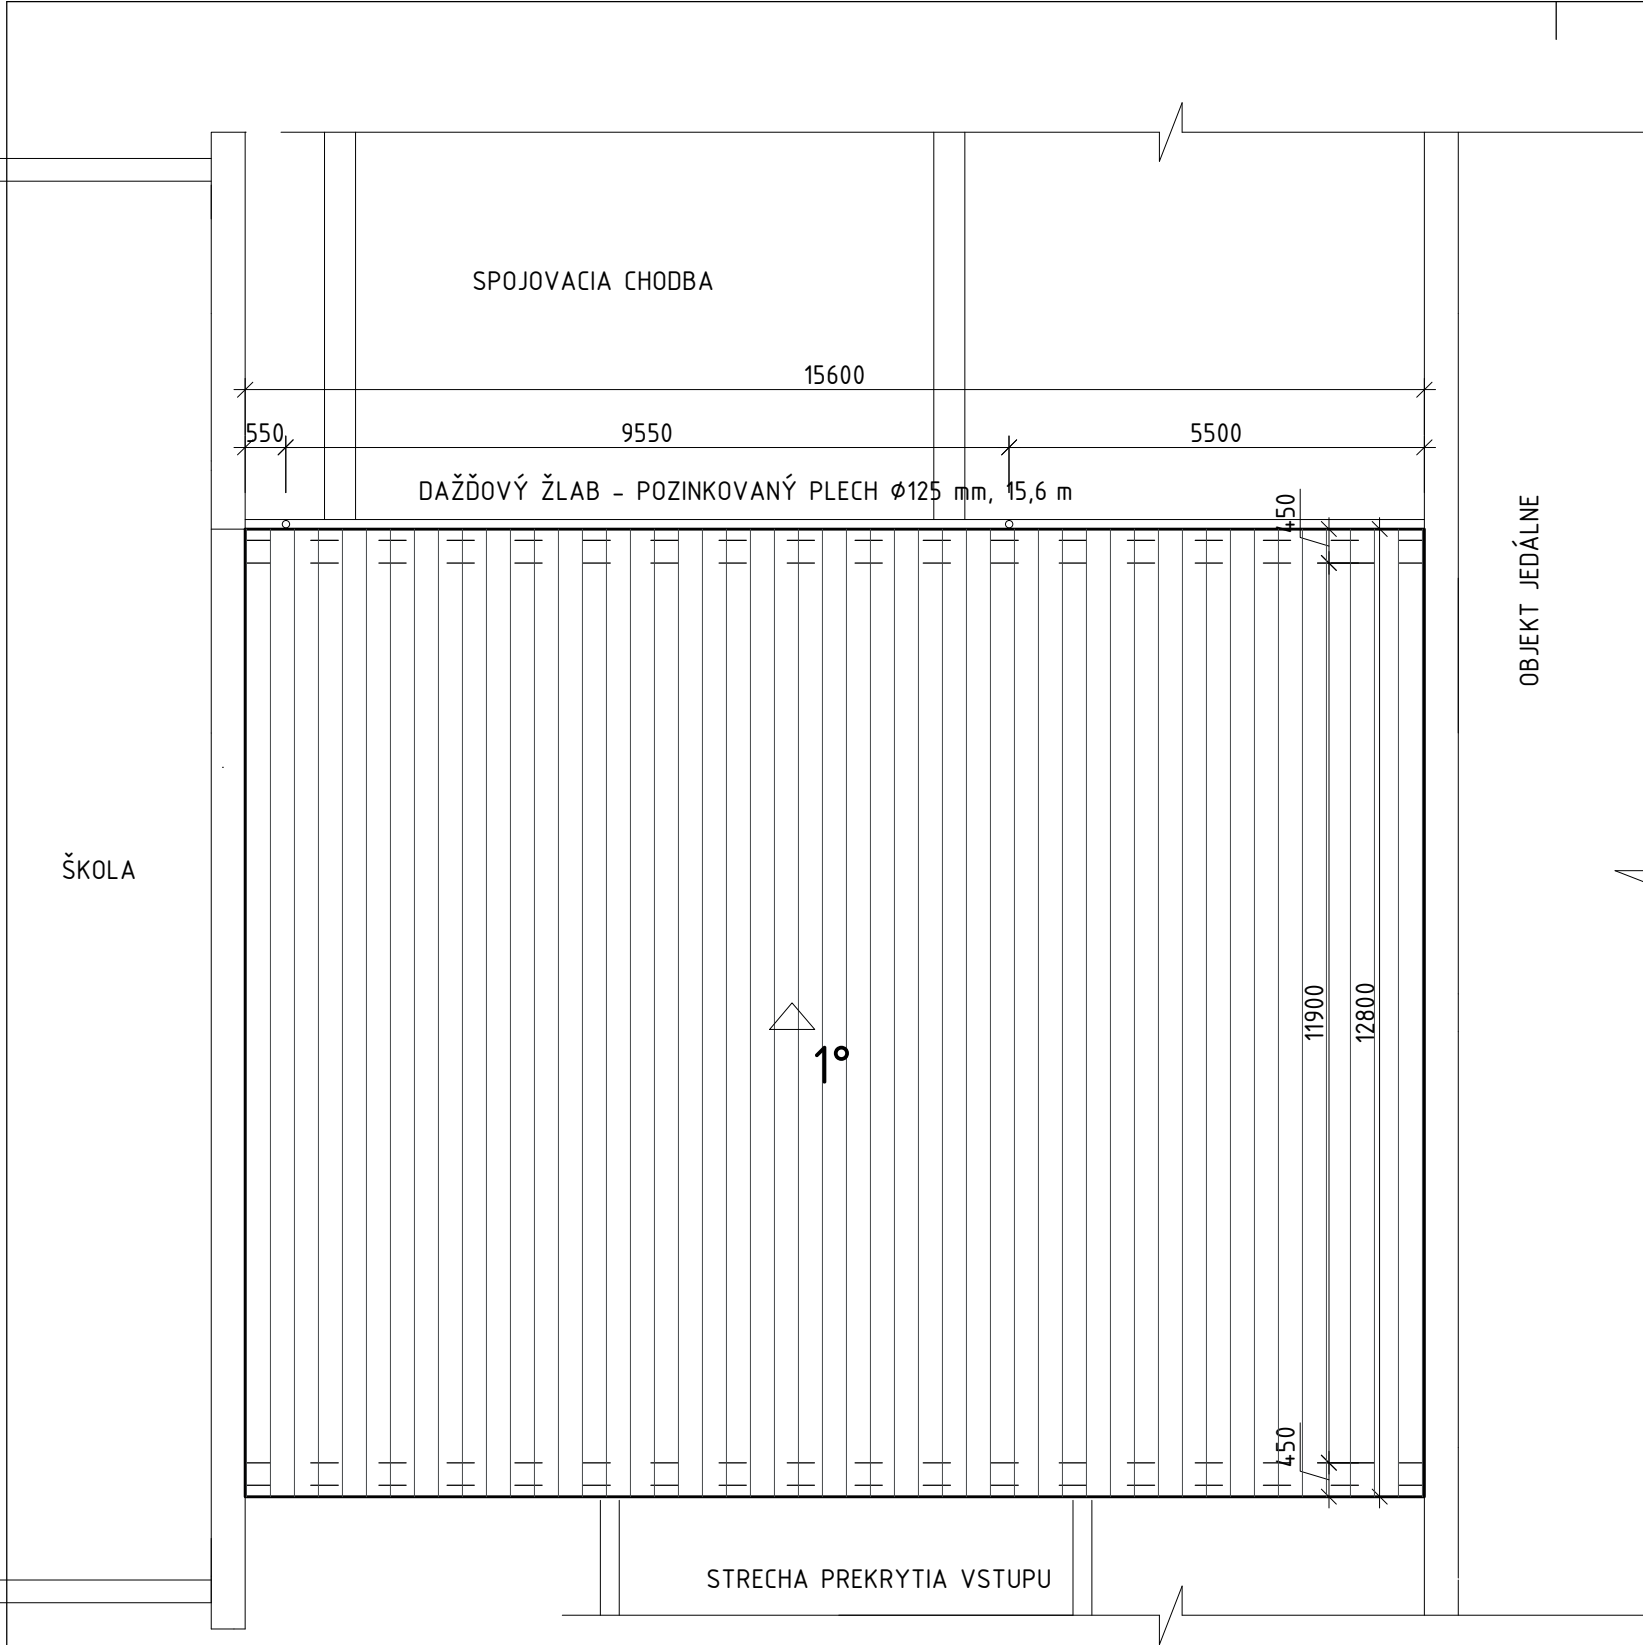 SPOJOVACIA CHODBA
15600
550
9550
5500
DAŽĎOVÝ ŽLAB - POZINKOVANÝ PLECH Ø125 mm, 15,6 m
450
OBJEKT JEDÁLNE
ŠKOLA
11900
12800
1°
450
STRECHA PREKRYTIA VSTUPU